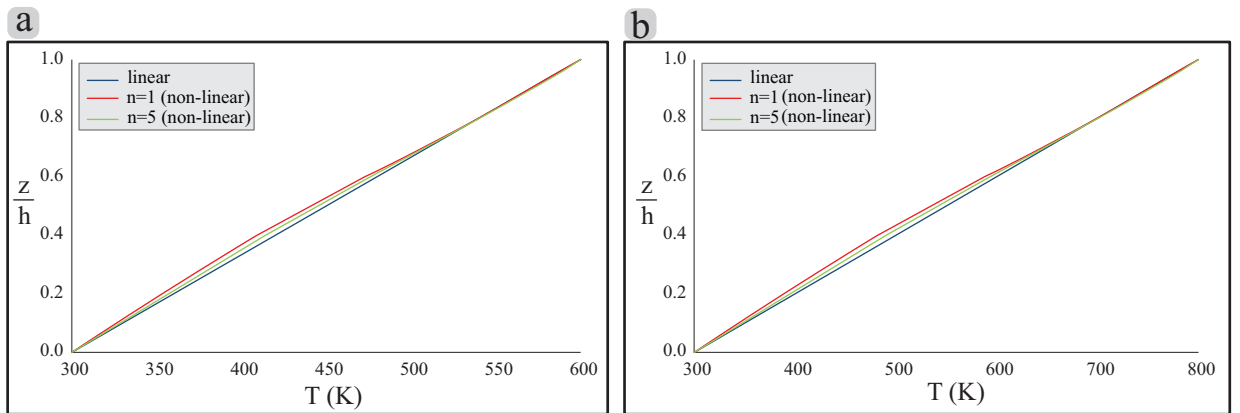 a
1.0
0.8
0.6
0.4
0.2
0.0
z
h
linear
n=1 (non-linear)
n=5 (non-linear)
300 350 400 450 500 550 600
T (K)
b
1.0
0.8
0.6
0.4
0.2
0.0
z
h
linear
n=1 (non-linear)
n=5 (non-linear)
300 400 500 600 700 800
T (K)